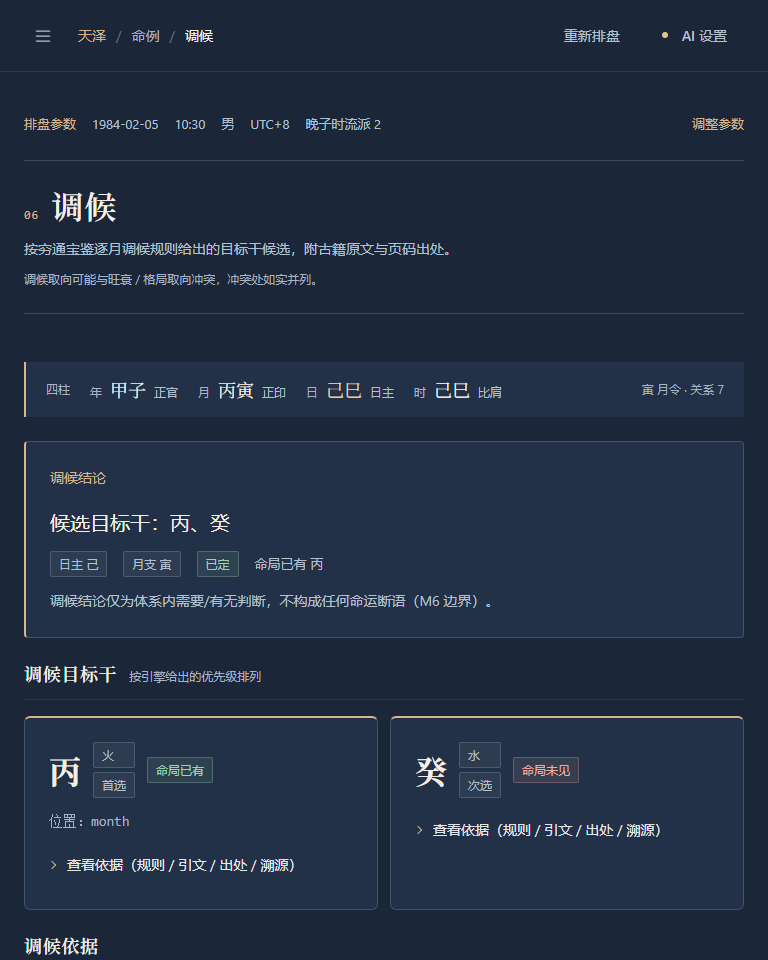 天泽 / 命例 / 调候 重新排盘 AI 设置
排盘参数 1984-02-05 10:30 男 UTC+8 晚子时流派 2 调整参数
06 调候
按穷通宝鉴逐月调候规则给出的目标干候选，附古籍原文与页码出处。
调候取向可能与旺衰 / 格局取向冲突，冲突处如实并列。
四柱 年 甲子 正官 月 丙寅 正印 日 己巳 日主 时 己巳 比肩 寅 月令 · 关系 7
调候结论
候选目标干：丙、癸
日主 己 月支 寅 已定 命局已有 丙
调候结论仅为体系内需要/有无判断，不构成任何命运断语（M6 边界）。
调候目标干 按引擎给出的优先级排列
丙 火 首选 命局已有
位置：month
查看依据（规则 / 引文 / 出处 / 溯源）
癸 水 次选 命局未见
查看依据（规则 / 引文 / 出处 / 溯源）
调候依据